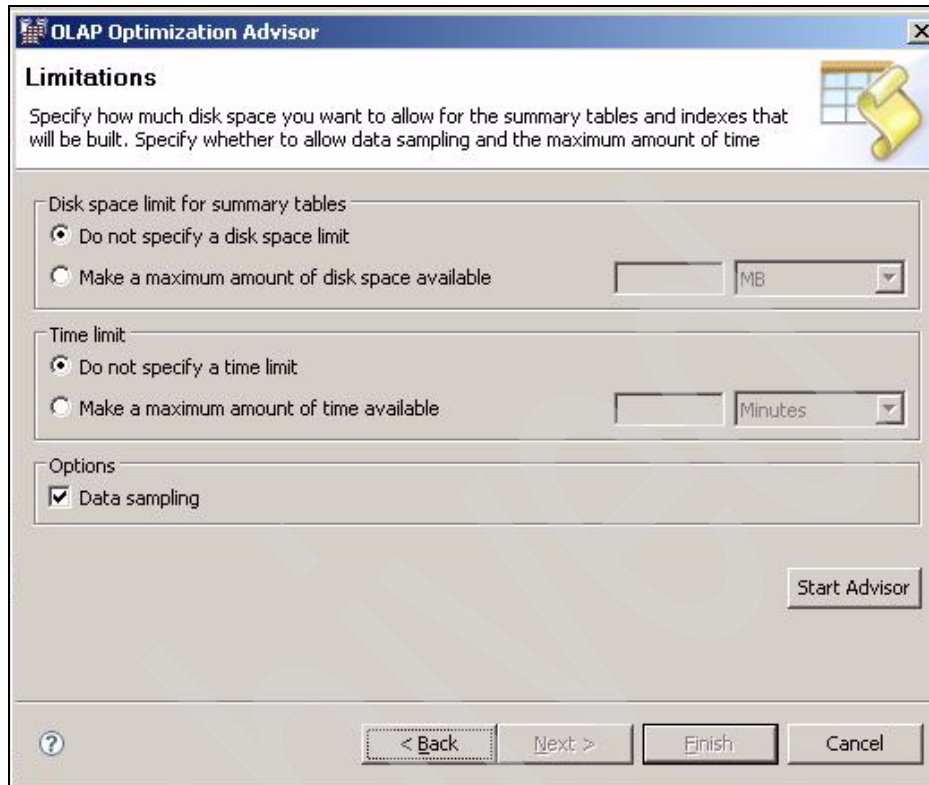 OLAP Optimization Advisor
Limitations
Specify how much disk space you want to allow for the summary tables and indexes that
will be built. Specify whether to allow data sampling and the maximum amount of time
Disk space limit for summary tables
Do not specify a disk space limit
Make a maximum amount of disk space available
MB
Time limit
Do not specify a time limit
Make a maximum amount of time available
Minutes
Options
Data sampling
Start Advisor
< Back
Next >
Finish
Cancel